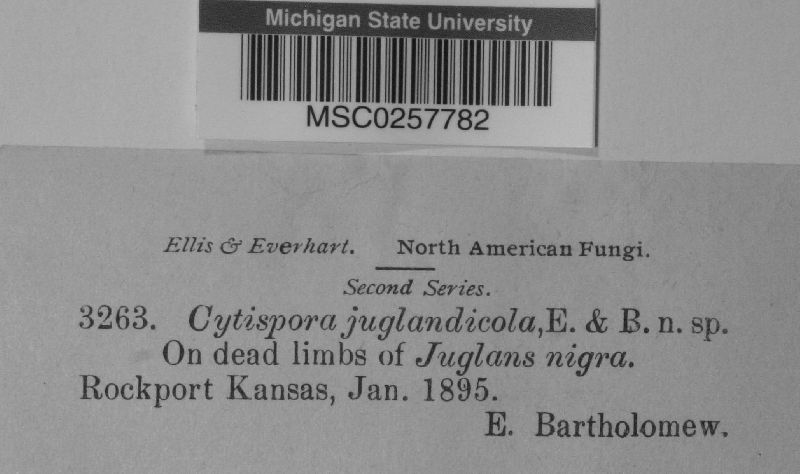 Michigan State University
MSC0257782
Ellis & Everhart. North American Fungi.
Second Series.
3263. Cytispora juglandicola, E. & B. n. sp.
On dead limbs of Juglans nigra.
Rockport Kansas, Jan. 1895.
E. Bartholomew.